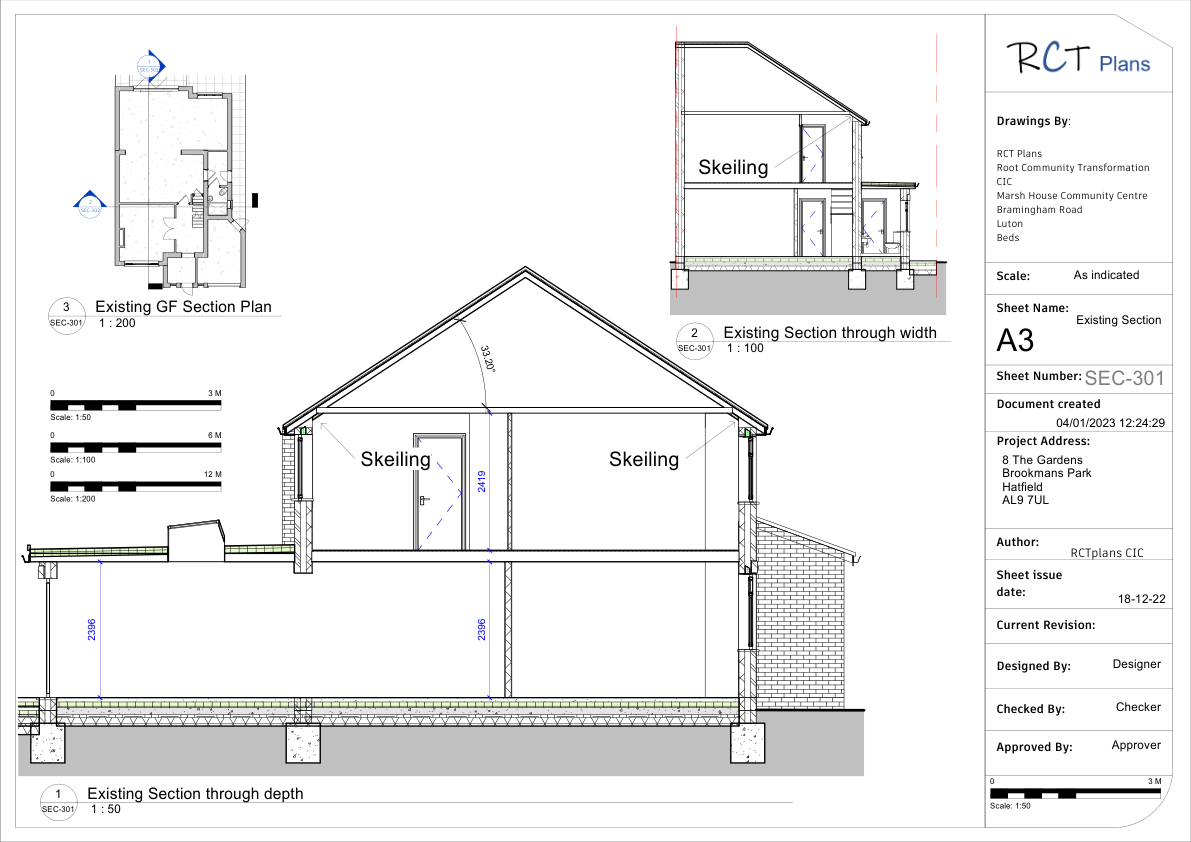 1
SEC-301
2
SEC-302
3
SEC-301
Existing GF Section Plan
1 : 200
0 3 M
Scale: 1:50
0 6 M
Scale: 1:100
0 12 M
Scale: 1:200
Skeiling
2
SEC-301
Existing Section through width
1 : 100
33.20°
Skeiling
Skeiling
2419
2396
2396
1
SEC-301
Existing Section through depth
1 : 50
RCT Plans
Drawings By:
RCT Plans
Root Community Transformation
CIC
Marsh House Community Centre
Bramingham Road
Luton
Beds
Scale: As indicated
Sheet Name:
Existing Section
A3
Sheet Number: SEC-301
Document created
04/01/2023 12:24:29
Project Address:
8 The Gardens
Brookmans Park
Hatfield
AL9 7UL
Author:
RCTplans CIC
Sheet issue
date:
18-12-22
Current Revision:
Designed By: Designer
Checked By: Checker
Approved By: Approver
0 3 M
Scale: 1:50